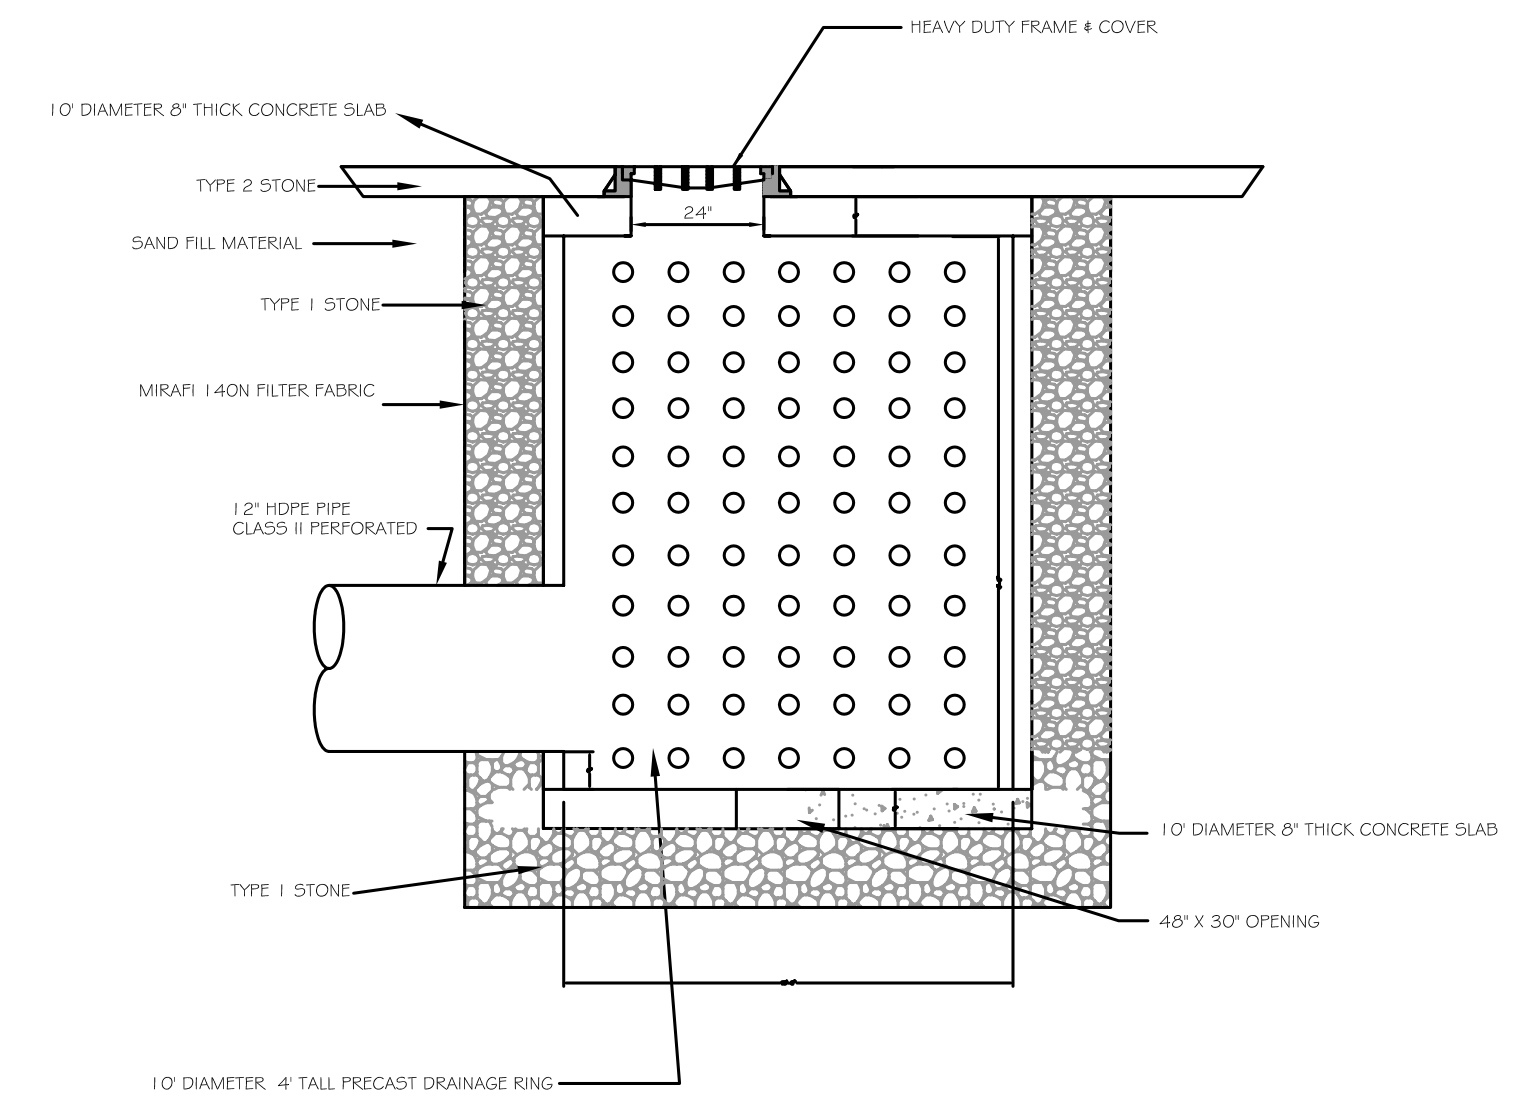 HEAVY DUTY FRAME & COVER
10' DIAMETER 8" THICK CONCRETE SLAB
TYPE 2 STONE
24"
SAND FILL MATERIAL
TYPE 1 STONE
MIRAFI 140N FILTER FABRIC
12" HDPE PIPE
CLASS II PERFORATED
10' DIAMETER 8" THICK CONCRETE SLAB
TYPE 1 STONE
48" X 30" OPENING
10' DIAMETER 4' TALL PRECAST DRAINAGE RING